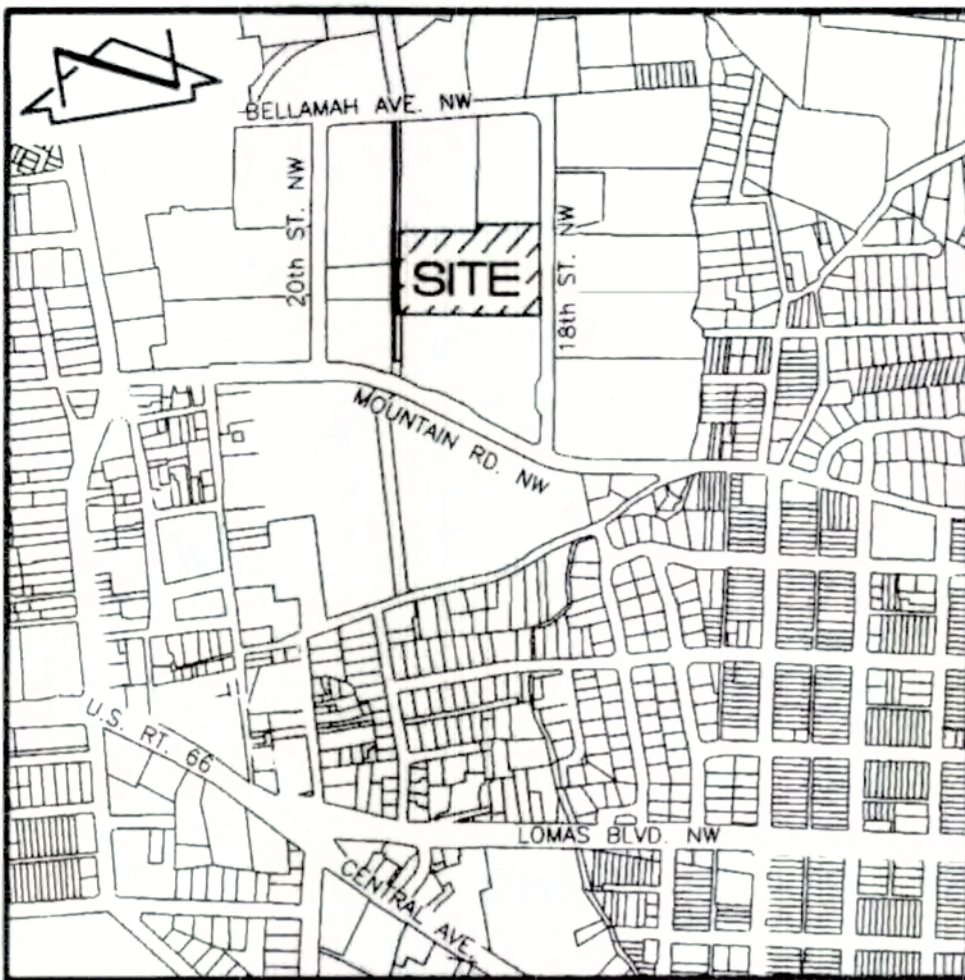 BELLAMAH AVE. NW
20th ST. NW
SITE
18th ST. NW
MOUNTAIN RD. NW
U.S. RT. 66
LOMAS BLVD. NW
CENTRAL AVE.